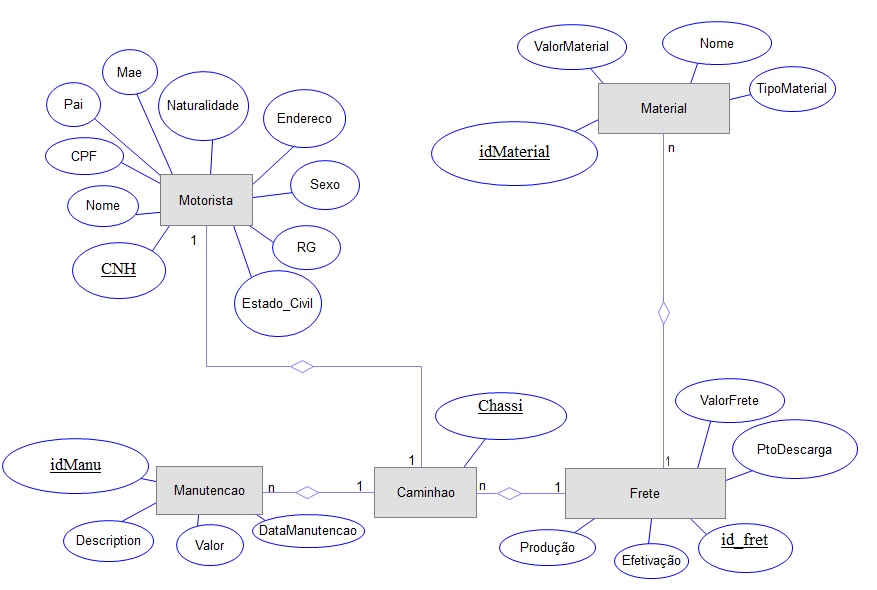 ValorMaterial
Nome
TipoMaterial
Material
idMaterial
n
Mae
Pai
Naturalidade
Endereco
CPF
Sexo
Nome
Motorista
CNH
RG
Estado_Civil
1
Chassi
ValorFrete
PtoDescarga
1
1
idManu
Manutencao
n
1
Caminhao
n
1
Frete
Description
Valor
DataManutencao
Produção
Efetivação
id_fret